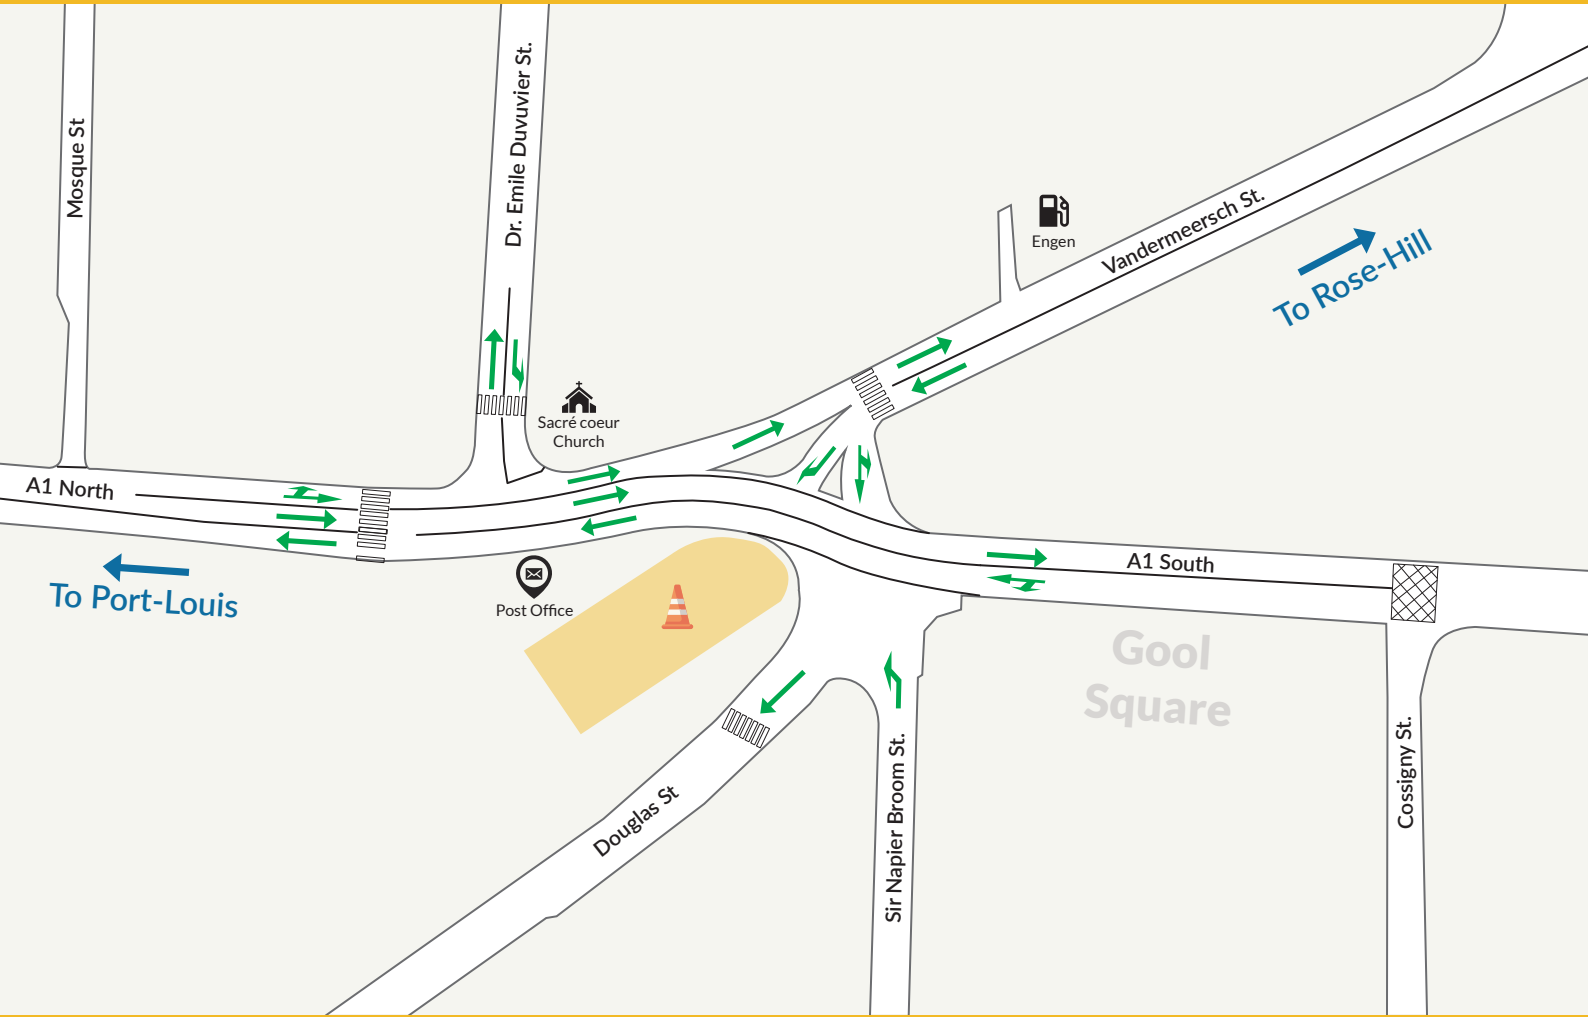 Mosque St
Dr. Emile Duvuvier St.
Engen
Vandermeersch St.
To Rose-Hill
Sacré coeur
Church
A1 North
To Port-Louis
Post Office
A1 South
Gool
Square
Douglas St
Sir Napier Broom St.
Cossigny St.